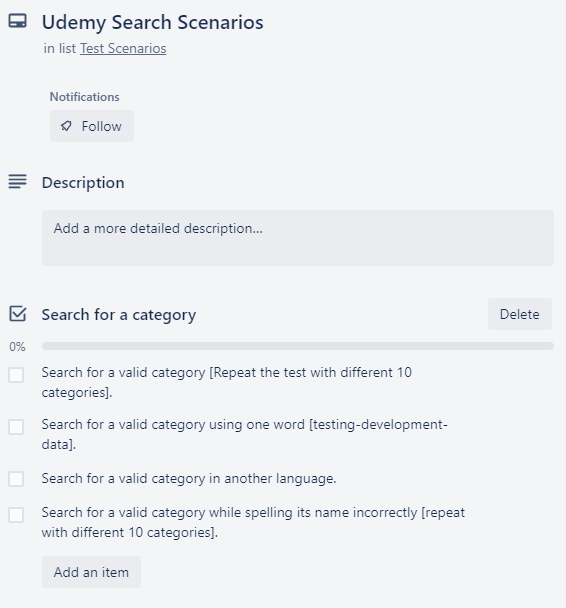 Udemy Search Scenarios
in list Test Scenarios
Notifications
Follow
Description
Add a more detailed description...
Search for a category
Delete
0%
Search for a valid category [Repeat the test with different 10
categories].
Search for a valid category using one word [testing-development-
data].
Search for a valid category in another language.
Search for a valid category while spelling its name incorrectly [repeat
with different 10 categories].
Add an item